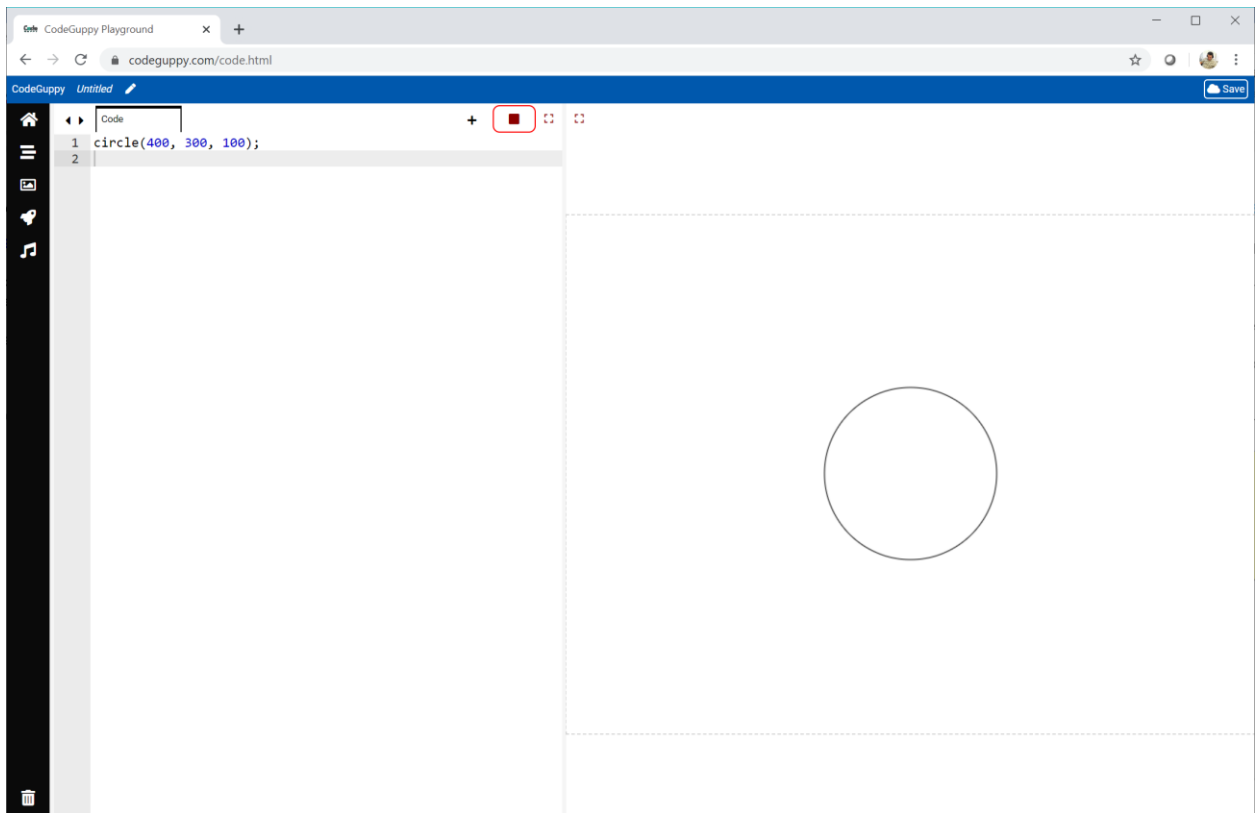 CodeGuppy Playground
codeguppy.com/code.html
CodeGuppy Untitled Save
Code
1 circle(400, 300, 100);
2